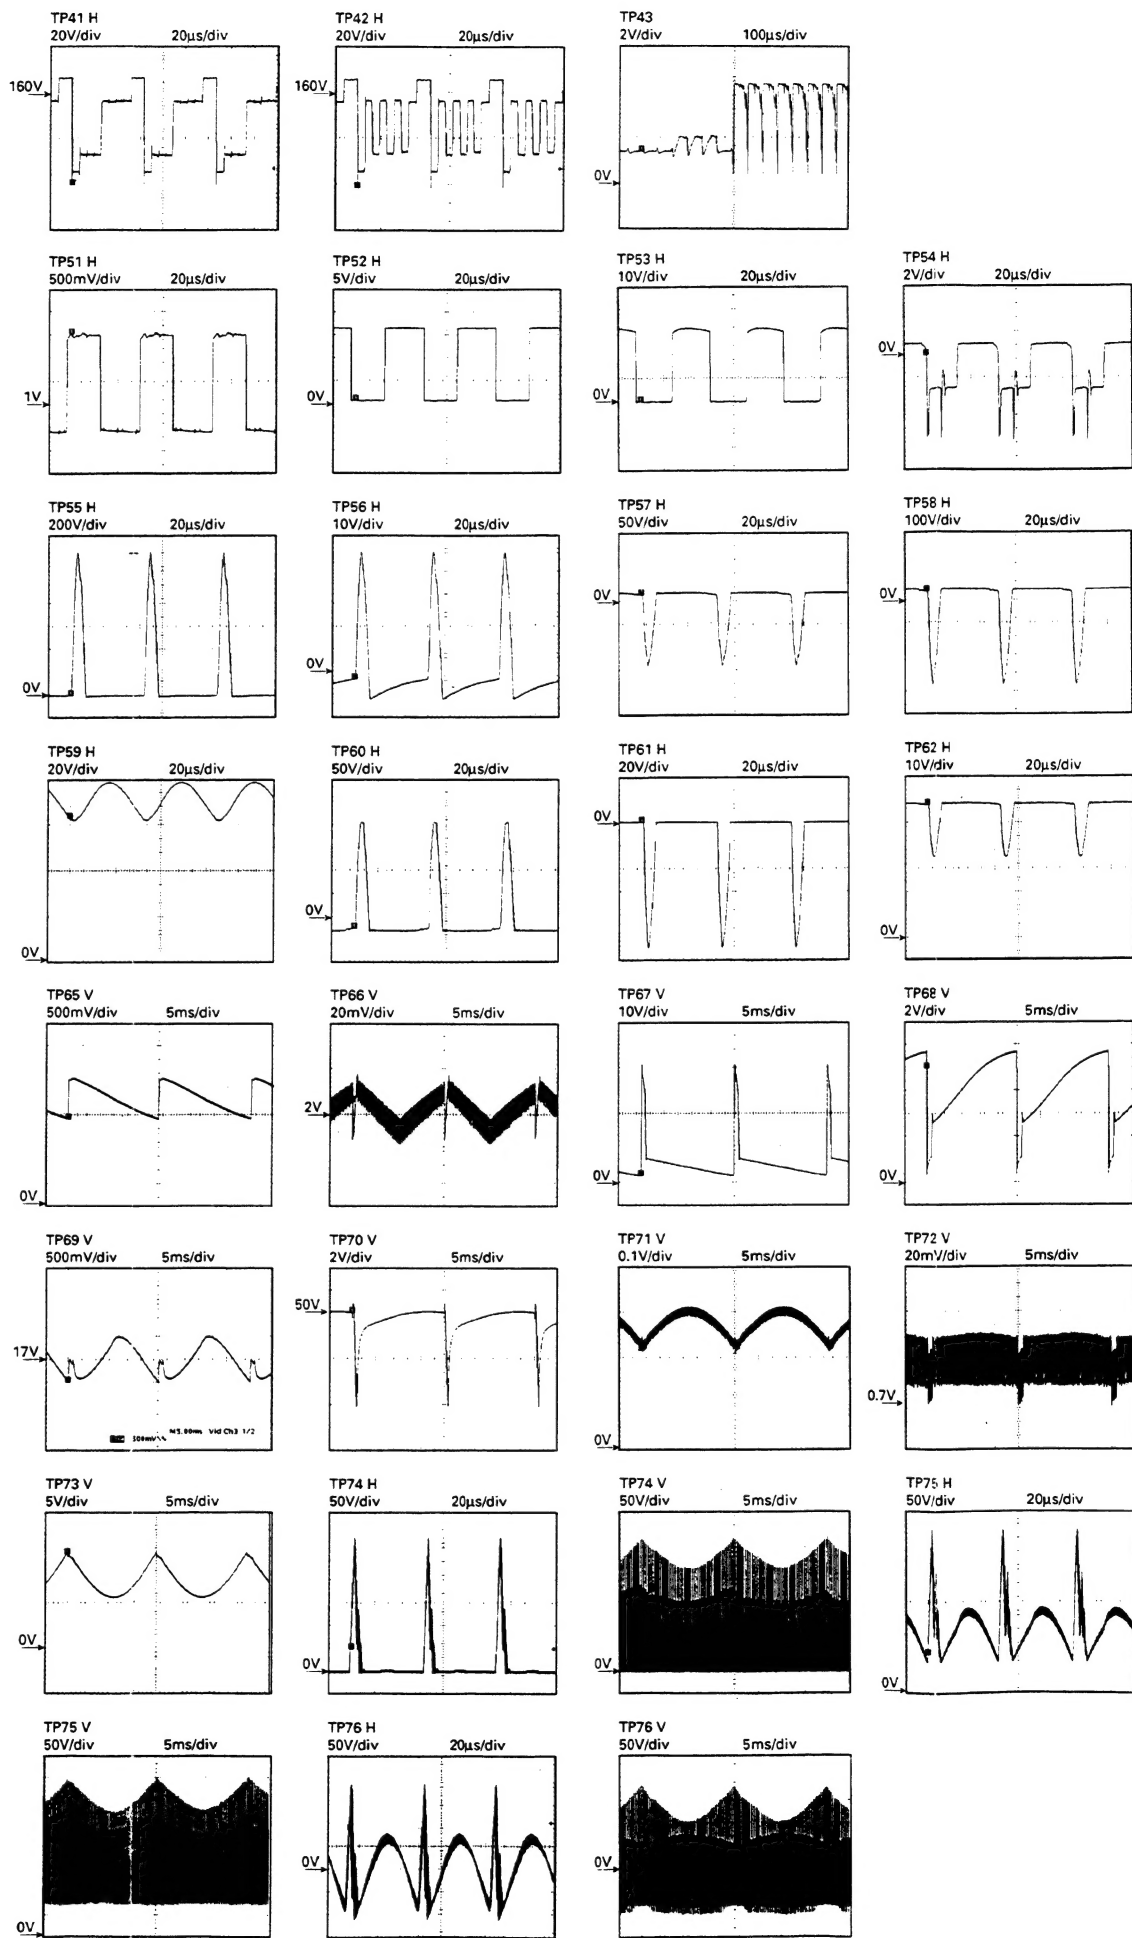 TP41 H
20V/div 20µs/div
160V
TP42 H
20V/div 20µs/div
160V
TP43
2V/div 100µs/div
0V
TP51 H
500mV/div 20µs/div
1V
TP52 H
5V/div 20µs/div
0V
TP53 H
10V/div 20µs/div
0V
TP54 H
2V/div 20µs/div
0V
TP55 H
200V/div 20µs/div
0V
TP56 H
10V/div 20µs/div
0V
TP57 H
50V/div 20µs/div
0V
TP58 H
100V/div 20µs/div
0V
TP59 H
20V/div 20µs/div
0V
TP60 H
50V/div 20µs/div
0V
TP61 H
20V/div 20µs/div
0V
TP62 H
10V/div 20µs/div
0V
TP65 V
500mV/div 5ms/div
0V
TP66 V
20mV/div 5ms/div
2V
TP67 V
10V/div 5ms/div
0V
TP68 V
2V/div 5ms/div
0V
TP69 V
500mV/div 5ms/div
17V
M5.00ms Vid Ch3 1/2
TP70 V
2V/div 5ms/div
50V
TP71 V
0.1V/div 5ms/div
0V
TP72 V
20mV/div 5ms/div
0.7V
TP73 V
5V/div 5ms/div
0V
TP74 H
50V/div 20µs/div
0V
TP74 V
50V/div 5ms/div
0V
TP75 H
50V/div 20µs/div
0V
TP75 V
50V/div 5ms/div
0V
TP76 H
50V/div 20µs/div
0V
TP76 V
50V/div 5ms/div
0V